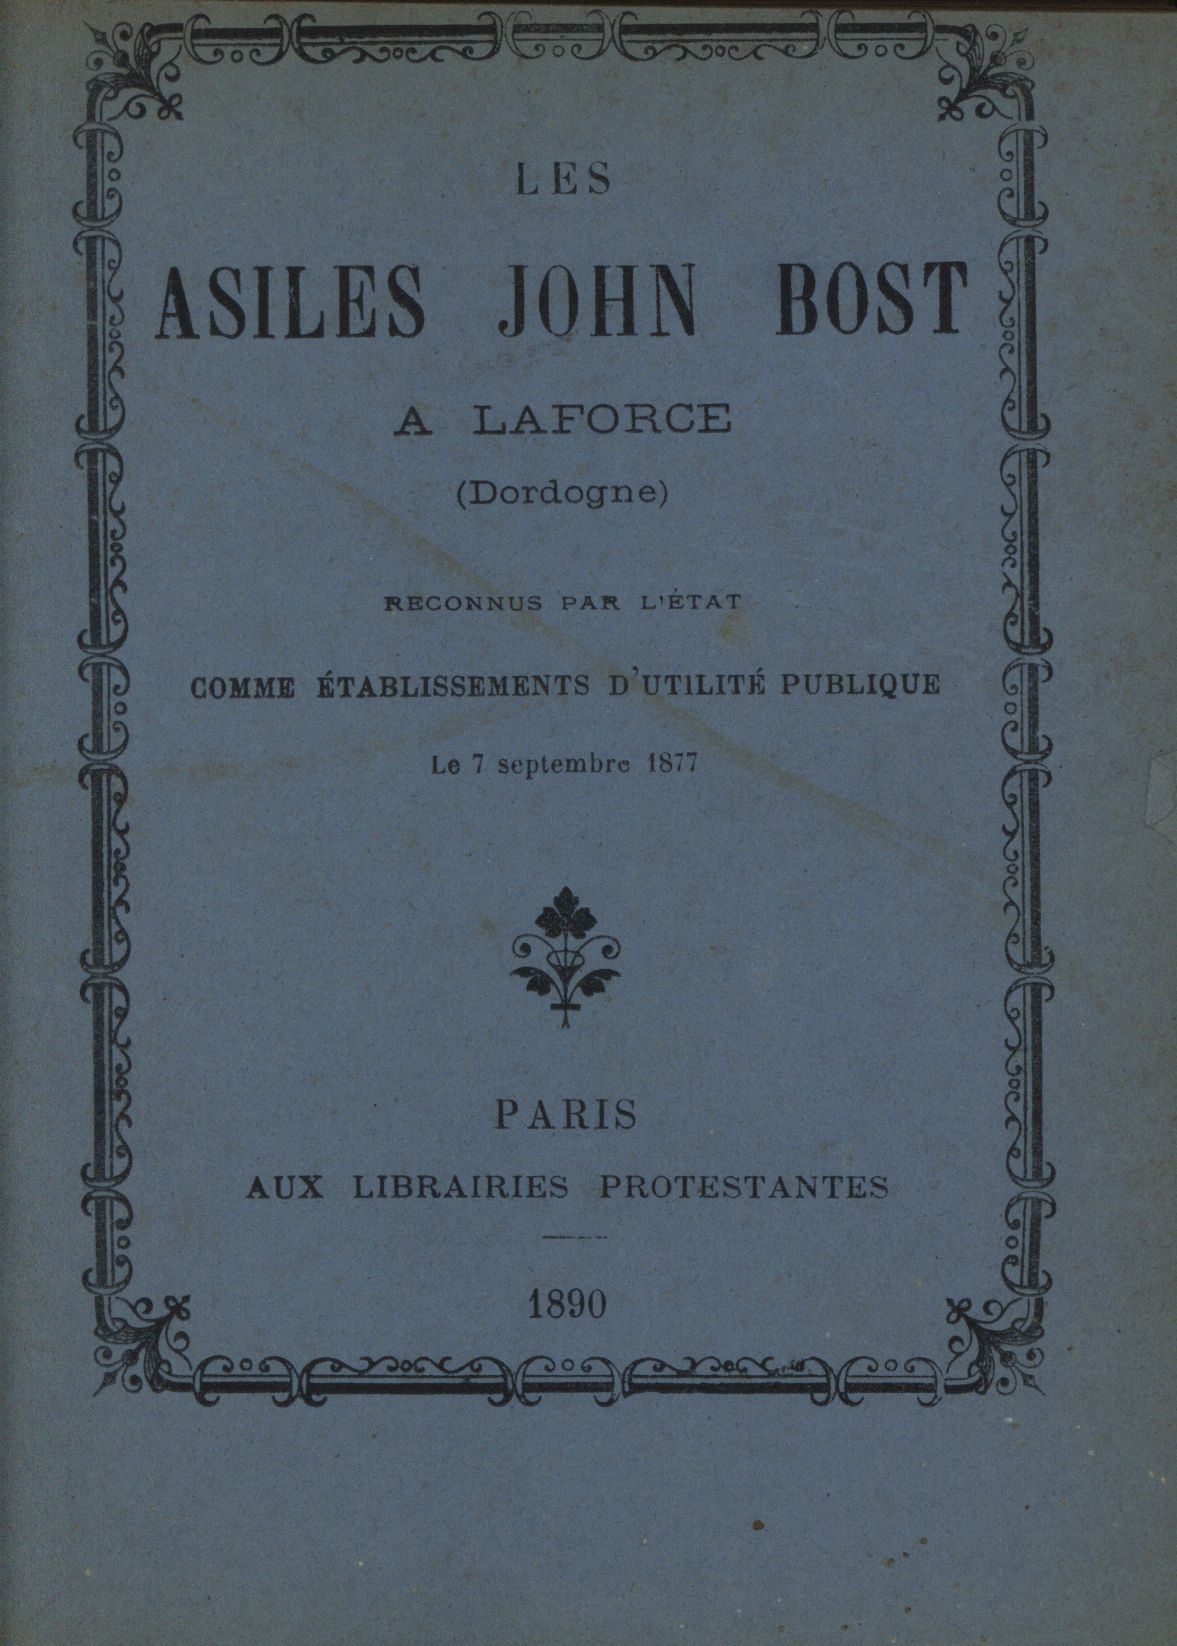 LES
ASILES JOHN BOST
A LAFORCE
(Dordogne)
RECONNUS PAR L'ÉTAT
COMME ÉTABLISSEMENTS D'UTILITÉ PUBLIQUE
Le 7 septembre 1877
PARIS
AUX LIBRAIRIES PROTESTANTES
1890